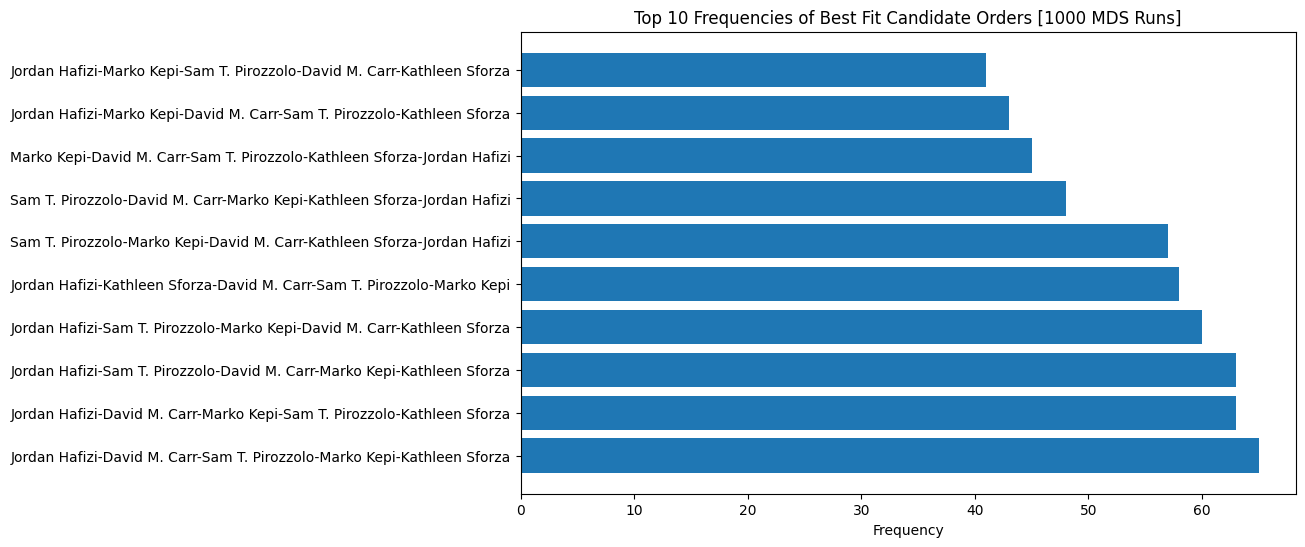 Top 10 Frequencies of Best Fit Candidate Orders [1000 MDS Runs]
Jordan Hafizi-Marko Kepi-Sam T. Pirozzolo-David M. Carr-Kathleen Sforza
Jordan Hafizi-Marko Kepi-David M. Carr-Sam T. Pirozzolo-Kathleen Sforza
Marko Kepi-David M. Carr-Sam T. Pirozzolo-Kathleen Sforza-Jordan Hafizi
Sam T. Pirozzolo-David M. Carr-Marko Kepi-Kathleen Sforza-Jordan Hafizi
Sam T. Pirozzolo-Marko Kepi-David M. Carr-Kathleen Sforza-Jordan Hafizi
Jordan Hafizi-Kathleen Sforza-David M. Carr-Sam T. Pirozzolo-Marko Kepi
Jordan Hafizi-Sam T. Pirozzolo-Marko Kepi-David M. Carr-Kathleen Sforza
Jordan Hafizi-Sam T. Pirozzolo-David M. Carr-Marko Kepi-Kathleen Sforza
Jordan Hafizi-David M. Carr-Marko Kepi-Sam T. Pirozzolo-Kathleen Sforza
Jordan Hafizi-David M. Carr-Sam T. Pirozzolo-Marko Kepi-Kathleen Sforza
0 10 20 30 40 50 60
Frequency